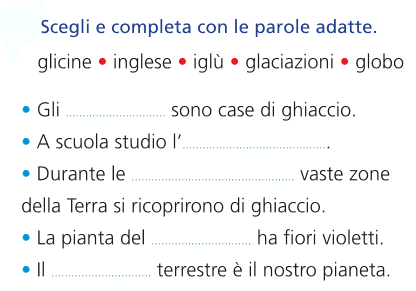 Scegli e completa con le parole adatte.
glicine • inglese • iglù • glaciazioni • globo
• Gli .............................. sono case di ghiaccio.
• A scuola studio l'...........................................
• Durante le ................................................. vaste zone
della Terra si ricoprirono di ghiaccio.
• La pianta del .............................. ha fiori violetti.
• Il .............................. terrestre è il nostro pianeta.